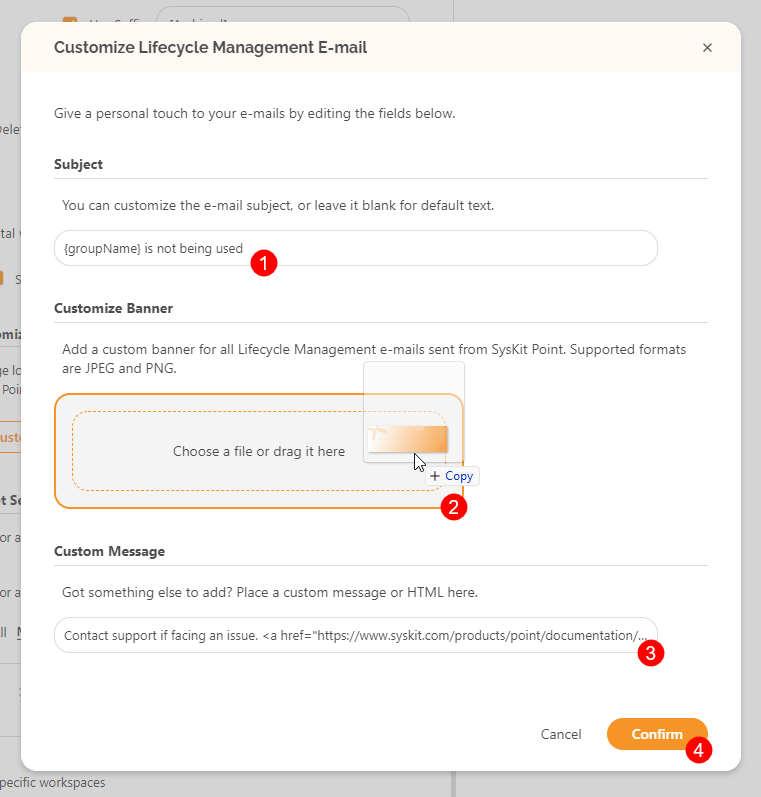 Customize Lifecycle Management E-mail
Give a personal touch to your e-mails by editing the fields below.
Subject
You can customize the e-mail subject, or leave it blank for default text.
{groupName} is not being used
1
Customize Banner
Add a custom banner for all Lifecycle Management e-mails sent from SysKit Point. Supported formats
are JPEG and PNG.
Choose a file or drag it here
+ Copy
2
Custom Message
Got something else to add? Place a custom message or HTML here.
Contact support if facing an issue. <a href="https://www.syskit.com/products/point/documentation/...
3
Cancel
Confirm
4
pecific workspaces